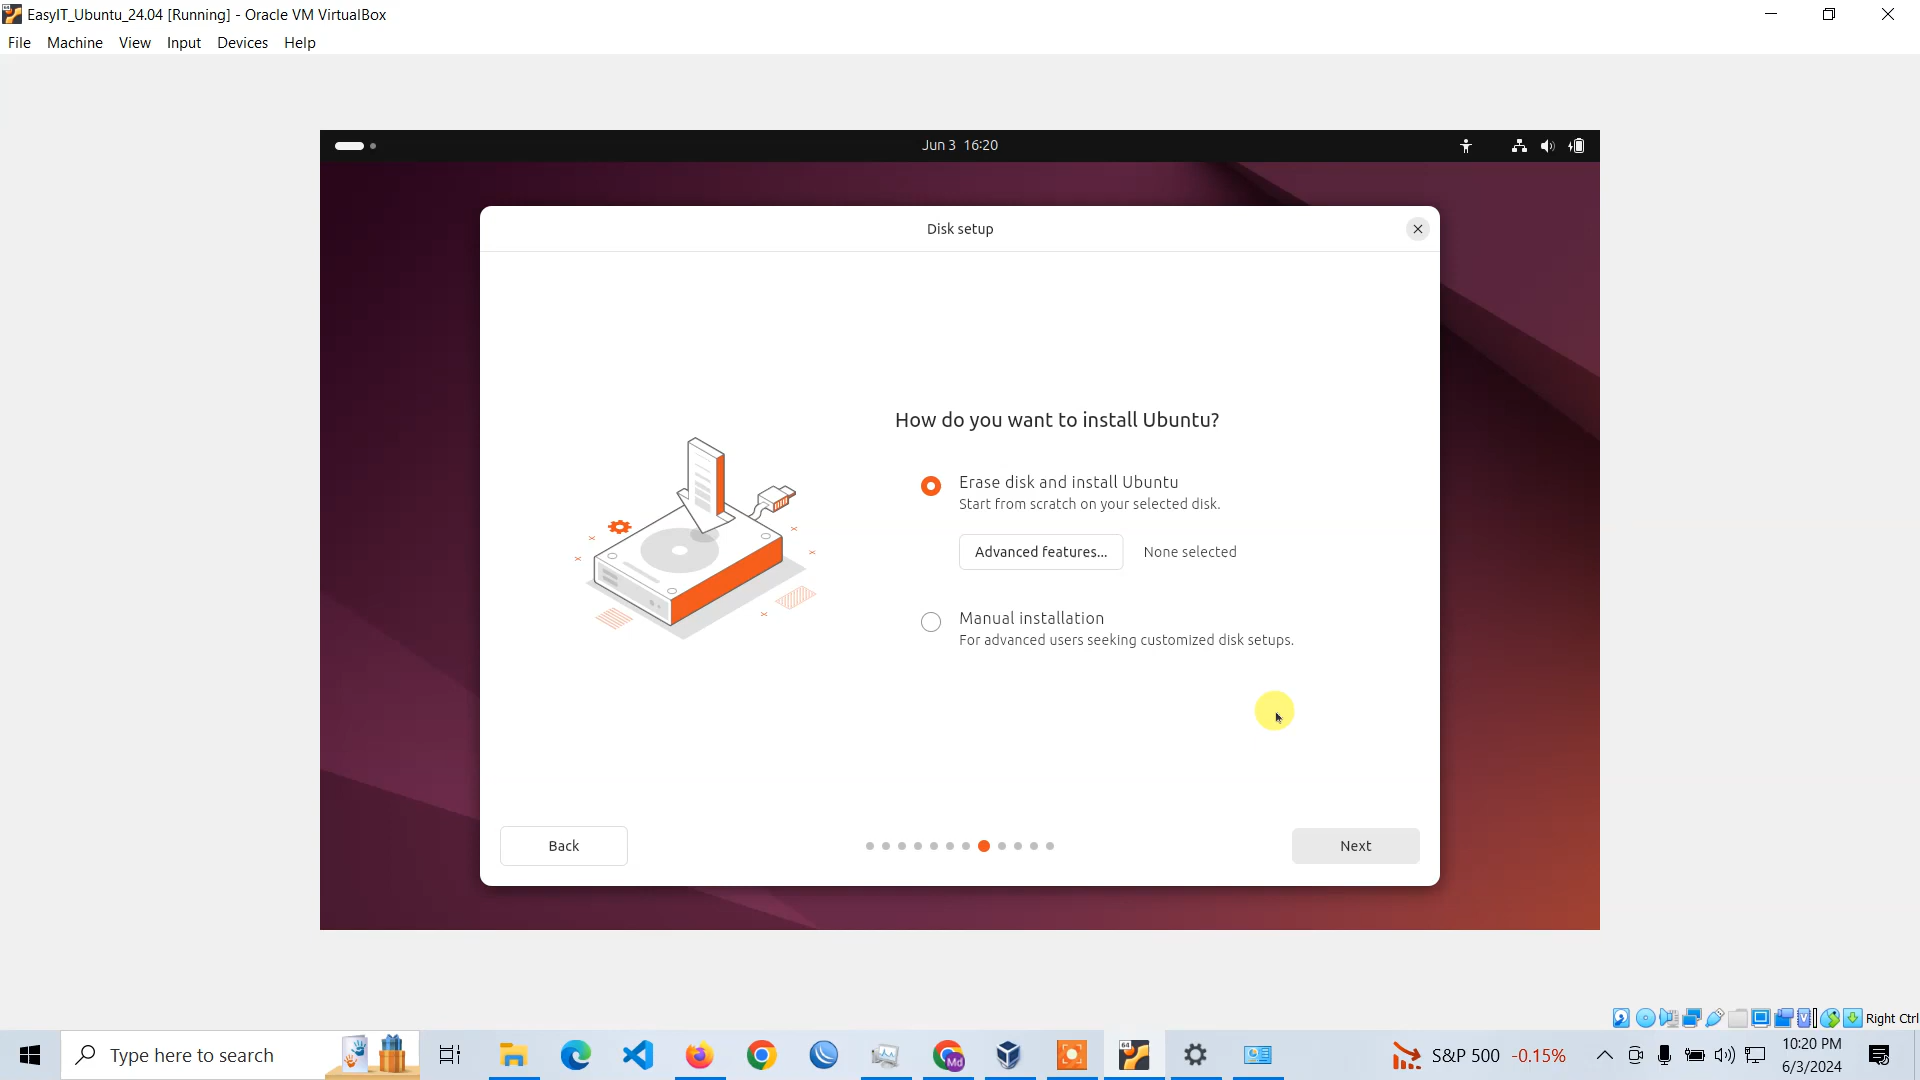 EasyIT_Ubuntu_24.04 [Running] - Oracle VM VirtualBox
File Machine View Input Devices Help
Jun 3 16:20
Disk setup
How do you want to install Ubuntu?
Erase disk and install Ubuntu
Start from scratch on your selected disk.
Advanced features... None selected
Manual installation
For advanced users seeking customized disk setups.
Back
Next
Right Ctrl
Type here to search
Md
64
S&P 500 -0.15%
10:20 PM
6/3/2024